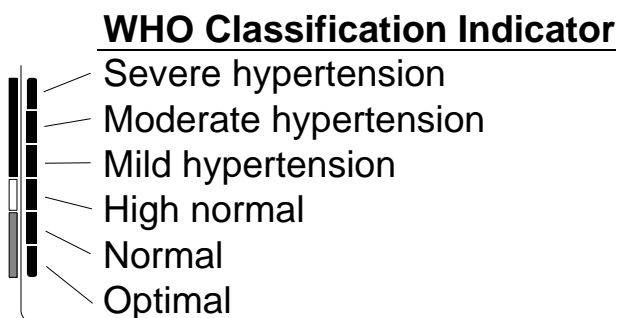 WHO Classification Indicator
Severe hypertension
Moderate hypertension
Mild hypertension
High normal
Normal
Optimal